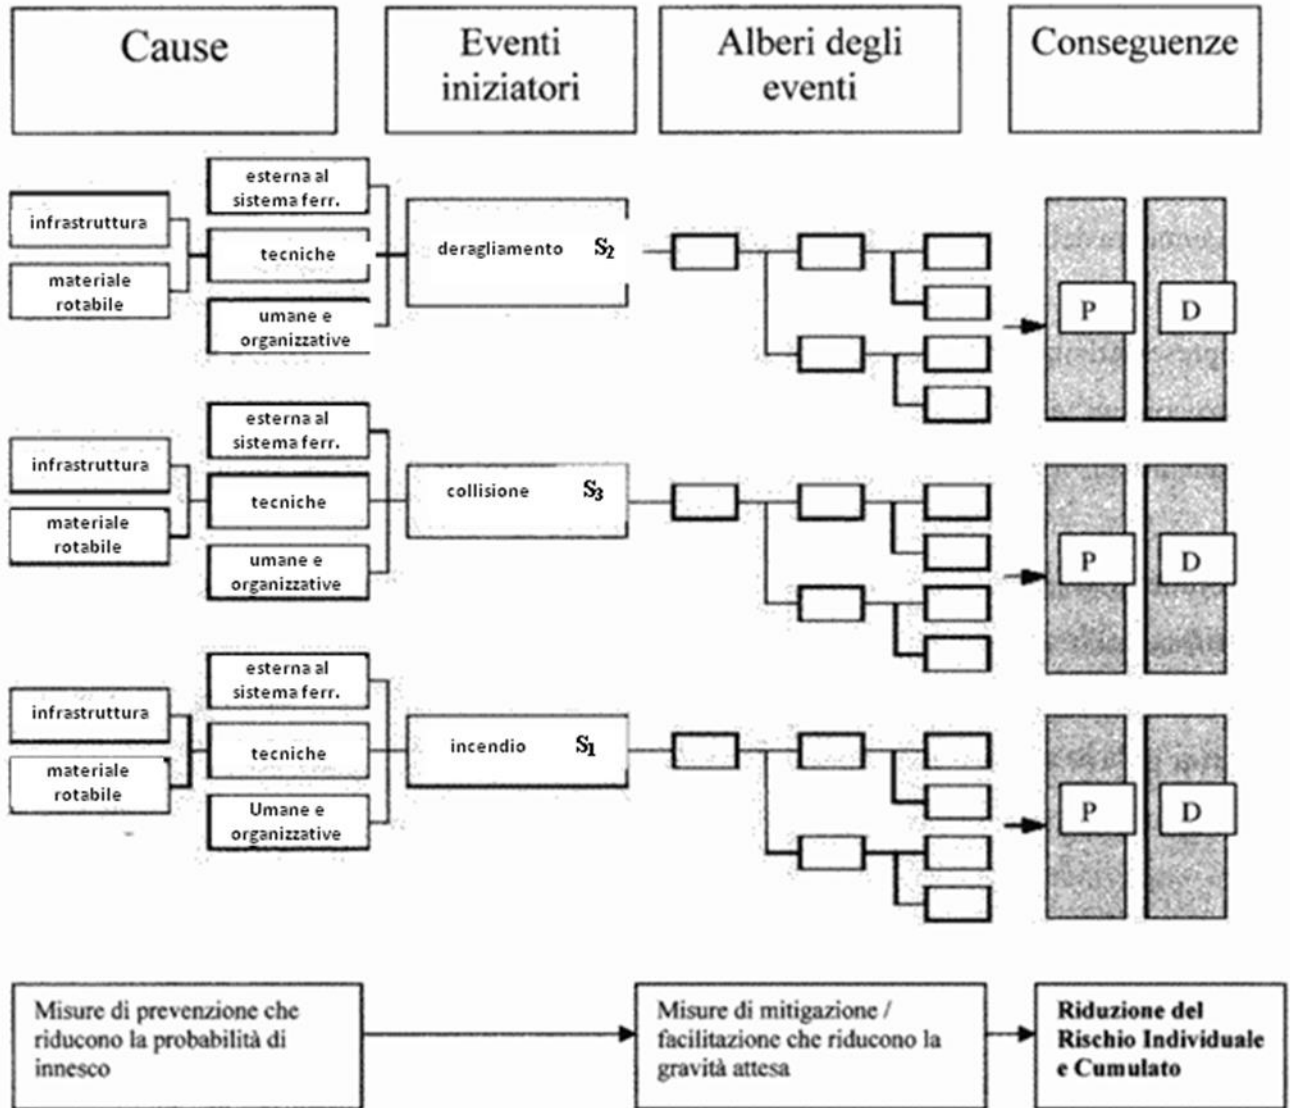 Cause
Eventi
iniziatori
Alberi degli
eventi
Conseguenze
infrastruttura
materiale
rotabile
esterna al
sistema ferr.
tecniche
umane e
organizzative
deragliamento S2
P
D
infrastruttura
materiale
rotabile
esterna al
sistema ferr.
tecniche
umane e
organizzative
collisione S3
P
D
infrastruttura
materiale
rotabile
esterna al
sistema ferr.
tecniche
Umane e
organizzative
incendio S1
P
D
Misure di prevenzione che
riducono la probabilità di
innesco
Misure di mitigazione /
facilitazione che riducono la
gravità attesa
Riduzione del
Rischio Individuale
e Cumulato